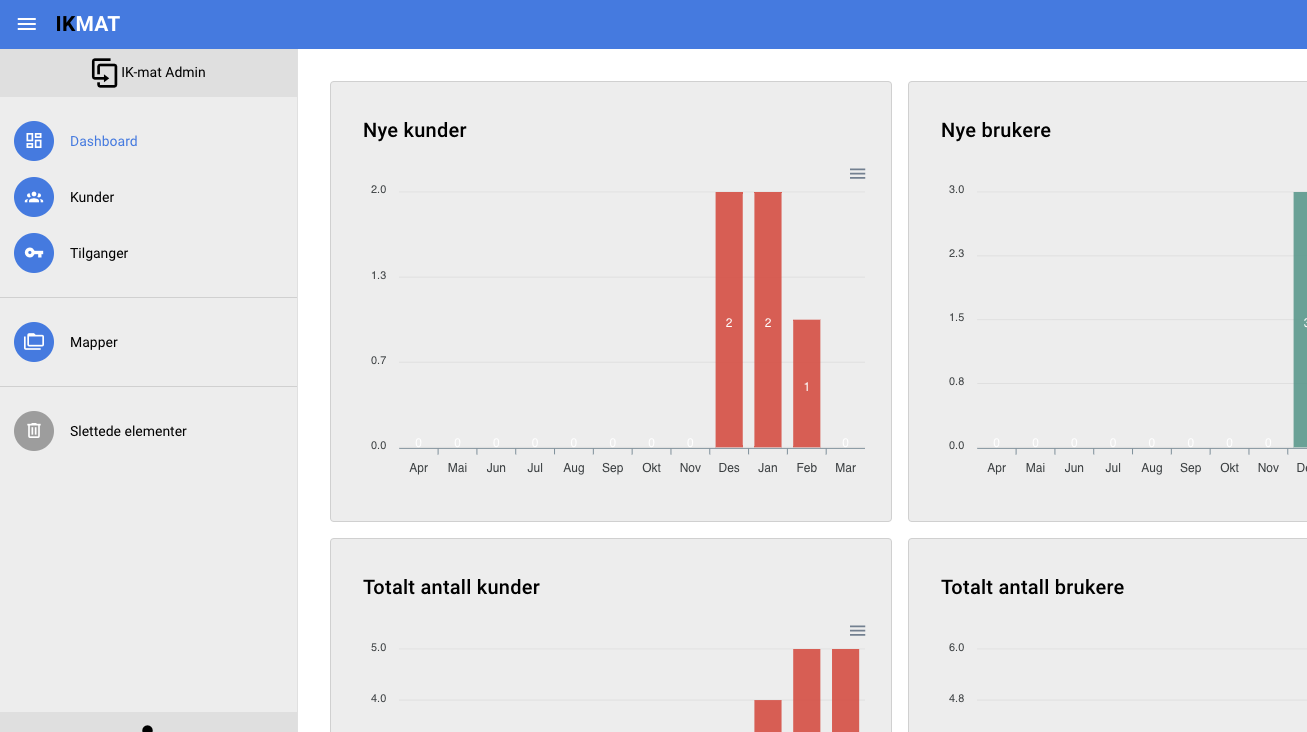 IKMAT
IK-mat Admin
Dashboard
Kunder
Tilganger
Mapper
Slettede elementer
Nye kunder
2.0
1.3
0.7
0.0
2 2 1
0 0 0 0 0 0 0 0 0
Apr Mai Jun Jul Aug Sep Okt Nov Des Jan Feb Mar
Nye brukere
3.0
2.3
1.5
0.8
0.0
0 0 0 0 0 0 0 0
Apr Mai Jun Jul Aug Sep Okt Nov
Totalt antall kunder
5.0
4.0
Totalt antall brukere
6.0
4.8